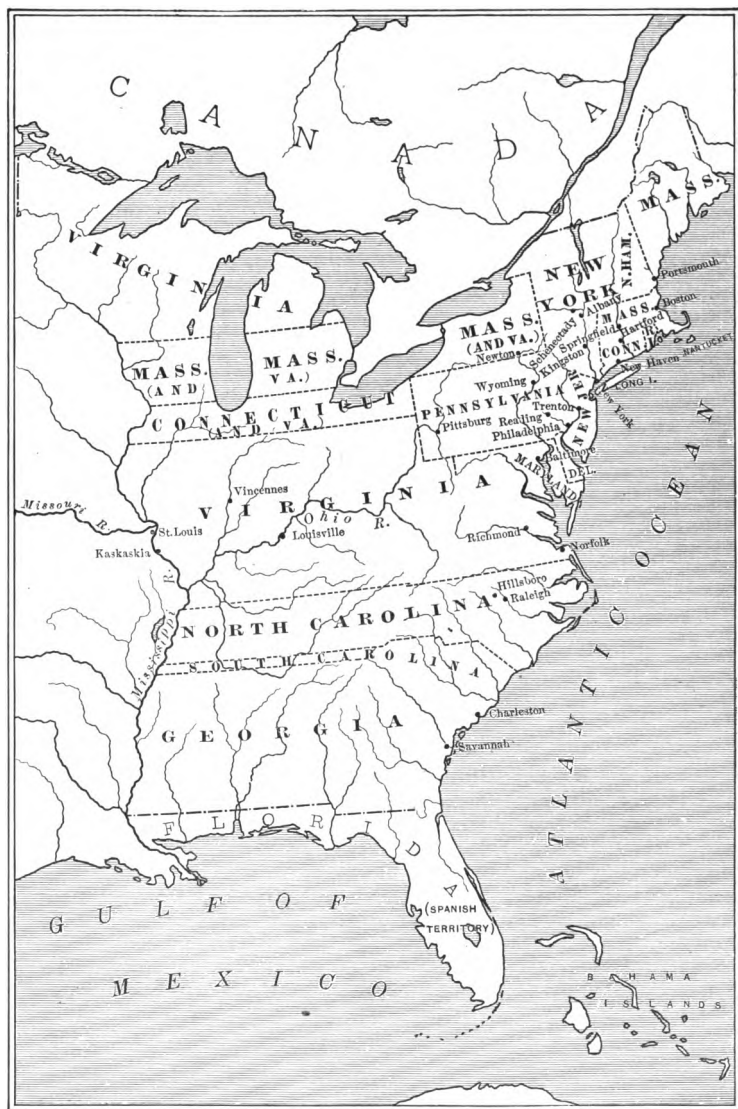 CANADA
VIRGINIA
MASS.
N.HAM.
NEW YORK
Portsmouth
Albany
Schenectady
MASS.
(AND VA.)
MASS.
Boston
Springfield
Hartford
R.I.
CONN.
Newton
Kingston
New Haven
NANTUCKET
LONG I.
MASS.
(AND
MASS.
VA.)
Wyoming
CONNECTICUT
(AND VA.)
PENNSYLVANIA
NEW JER.
New York
Trenton
Reading
Philadelphia
Pittsburg
Baltimore
MARYLAND
DEL.
VIRGINIA
Vincennes
Missouri R.
Ohio R.
St.Louis
Louisville
Kaskaskia
Richmond
Norfolk
Mississippi R.
Hillsboro
Raleigh
NORTH CAROLINA
SOUTH CAROLINA
GEORGIA
Charleston
Savannah
ATLANTIC OCEAN
FLORIDA
(SPANISH
TERRITORY)
GULF OF
MEXICO
BAHAMA
ISLANDS